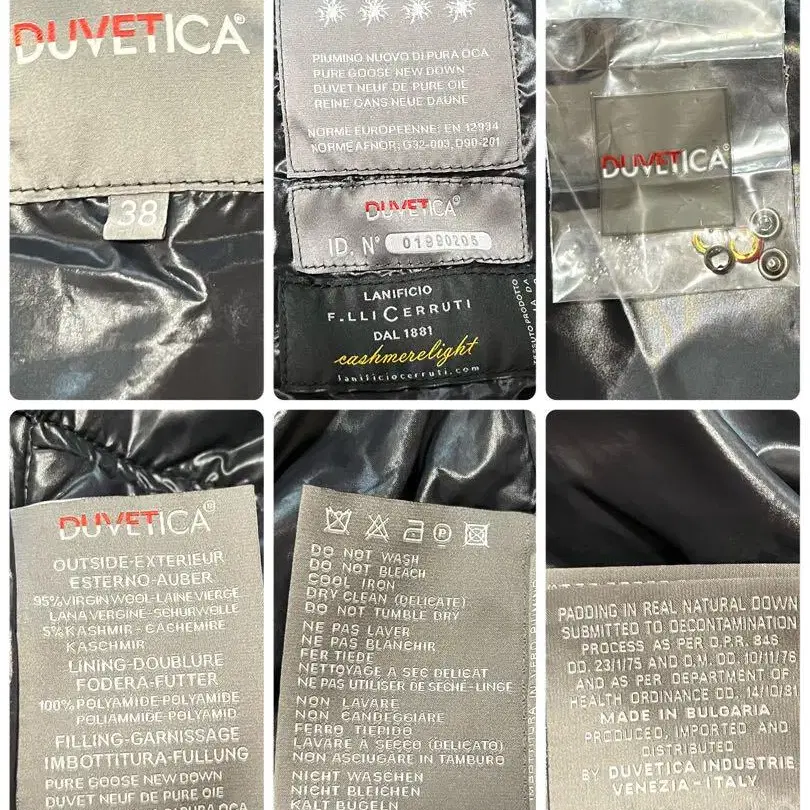 DUVETICA®
38
PIUMINO NUOVO DI PURA OCA
PURE GOOSE NEW DOWN
DUVET NEUF DE PURE OIE
REINE GANS NEUE DAUNE
NORME EUROPEENNE: EN 12934
NORME AFNOR: G32-003, D90-201
DUVETICA®
ID. N° 01990205
LANIFICIO
F.LLI CERRUTI
DAL 1881
cashmerelight
lanificiocerruti.com
TESSUTO PRODOTTO
DUVETICA®
DUVETICA®
OUTSIDE-EXTERIEUR
ESTERNO-AUBER
95%VIRGIN WOOL-LAINE VIERGE
LANA VERGINE-SCHURWOLLE
5% KASHMIR - CACHEMIRE
KASCHMIR
LINING-DOUBLURE
FODERA-FUTTER
100% POLYAMIDE-POLYAMIDE
POLIAMMIDE-POLYAMID
FILLING-GARNISSAGE
IMBOTTITURA-FULLUNG
PURE GOOSE NEW DOWN
DUVET NEUF DE PURE OIE
DO NOT WASH
DO NOT BLEACH
COOL IRON
DRY CLEAN (DELICATE)
DO NOT TUMBLE DRY
NE PAS LAVER
NE PAS BLANCHIR
FER TIEDE
NETTOYAGE A SEC DELICAT
NE PAS UTILISER DE SECHE-LINGE
NON LAVARE
NON CANDEGGIARE
FERRO TIEPIDO
LAVARE A SECCO (DELICATO)
NON ASCIUGARE IN TAMBURO
NICHT WASCHEN
NICHT BLEICHEN
KALT BUGELN
PADDING IN REAL NATURAL DOWN
SUBMITTED TO DECONTAMINATION
PROCESS AS PER D.P.R. 845
DD. 23/1/75 AND D.M. DD. 10/11/76
AND AS PER DEPARTMENT OF
HEALTH ORDINANCE DD. 14/10/81
MADE IN BULGARIA
PRODUCED, IMPORTED AND
DISTRIBUTED
BY DUVETICA INDUSTRIE
VENEZIA - ITALY